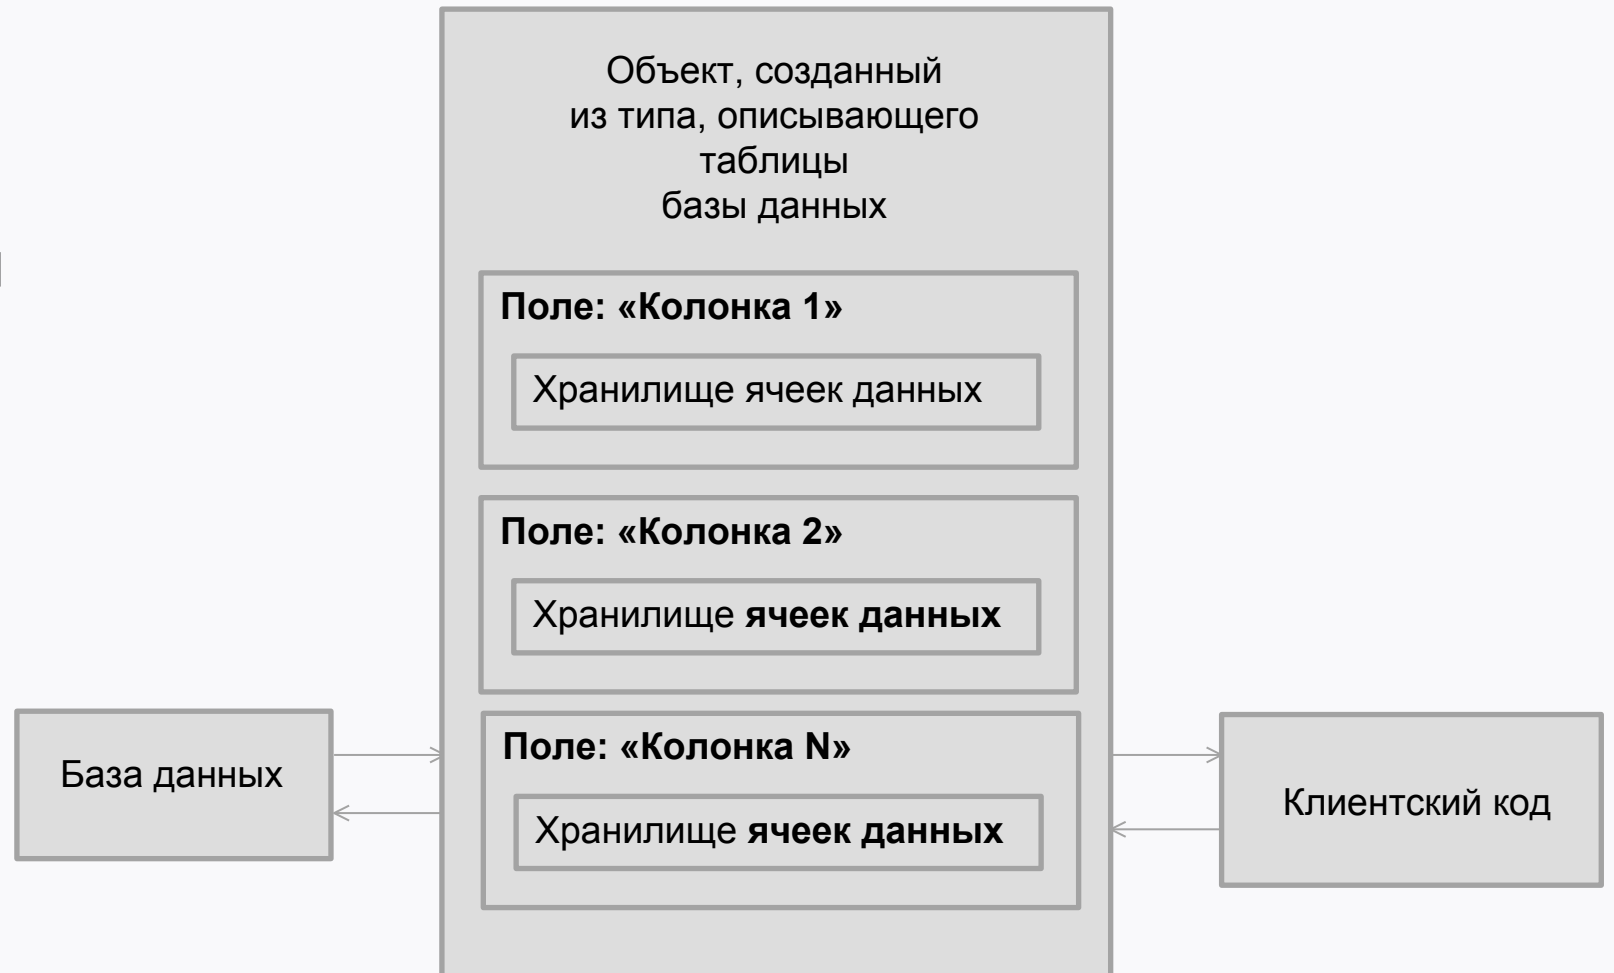 Объект, созданный
из типа, описывающего
таблицы
базы данных
Поле: «Колонка 1»
Хранилище ячеек данных
Поле: «Колонка 2»
Хранилище ячеек данных
Поле: «Колонка N»
Хранилище ячеек данных
База данных
Клиентский код